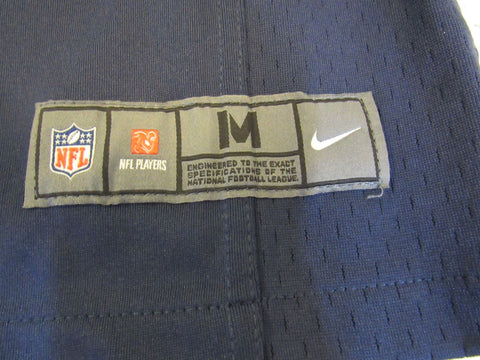 NFL
NFL PLAYERS
M
ENGINEERED TO THE EXACT
SPECIFICATIONS OF THE
NATIONAL FOOTBALL LEAGUE.